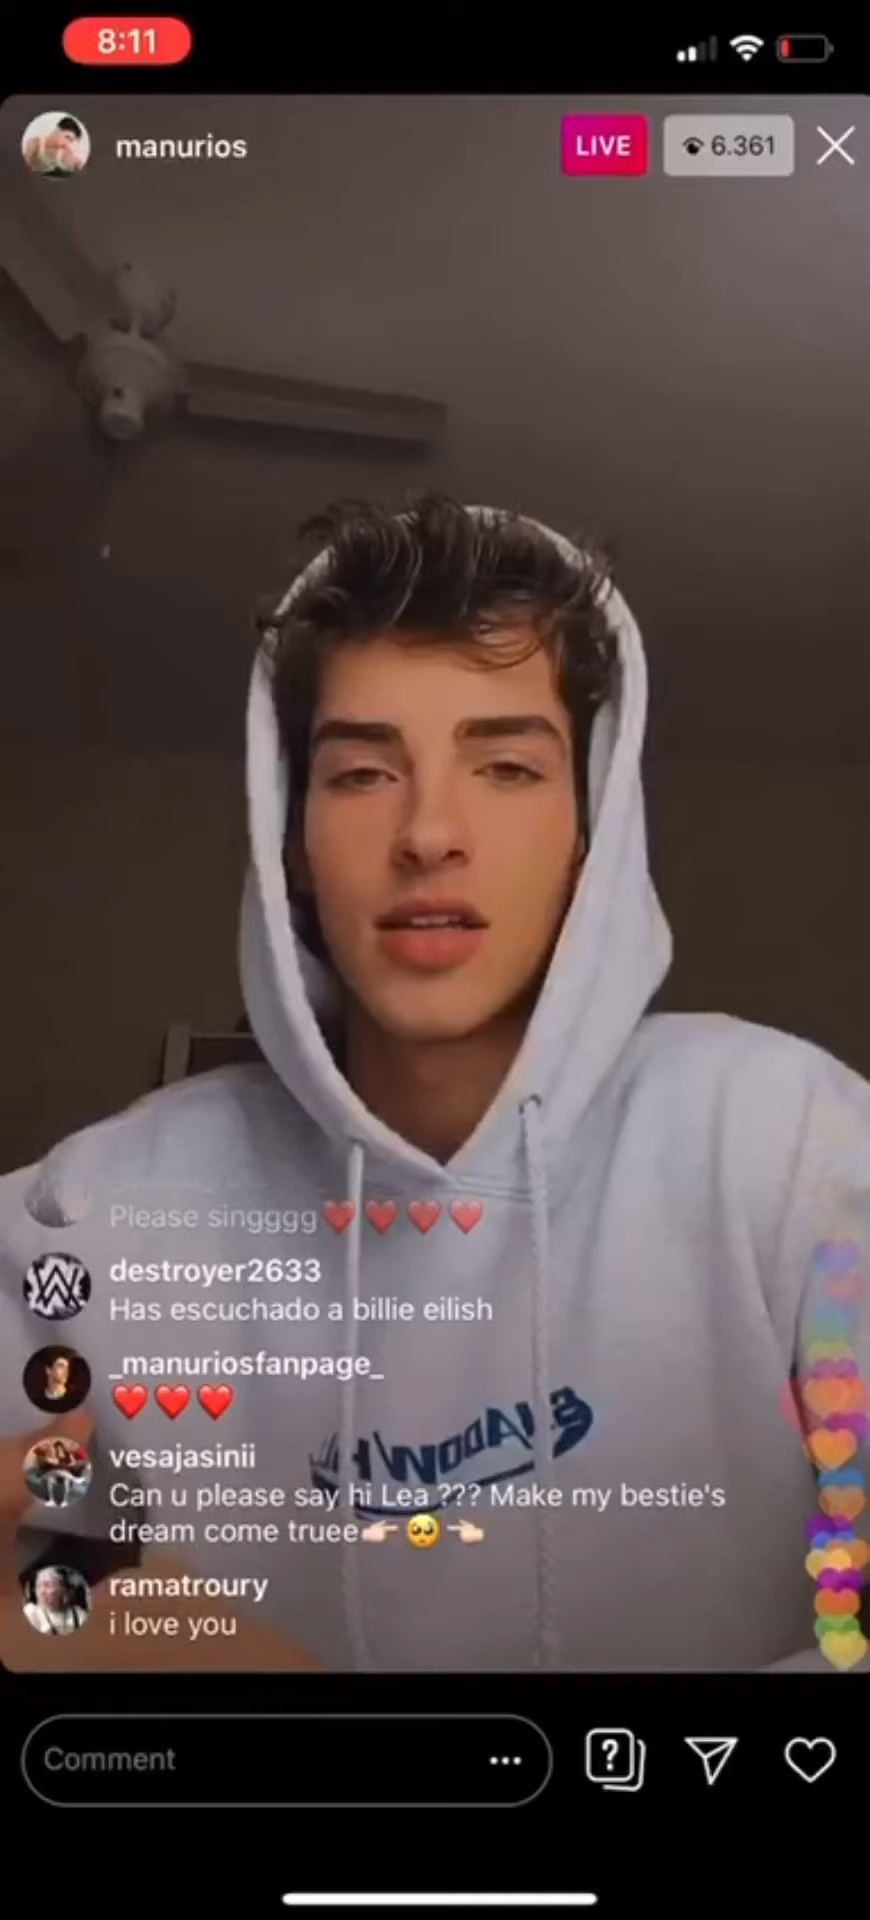 8:11
manurios
LIVE
6.361
Please singggg❤️❤️❤️❤️
destroyer2633
Has escuchado a billie eilish
_manuriosfanpage_
❤️❤️❤️
vesajasinii
Can u please say hi Lea ??? Make my bestie's
dream come truee👉🏻🥺👈🏻
ramatroury
i love you
Comment